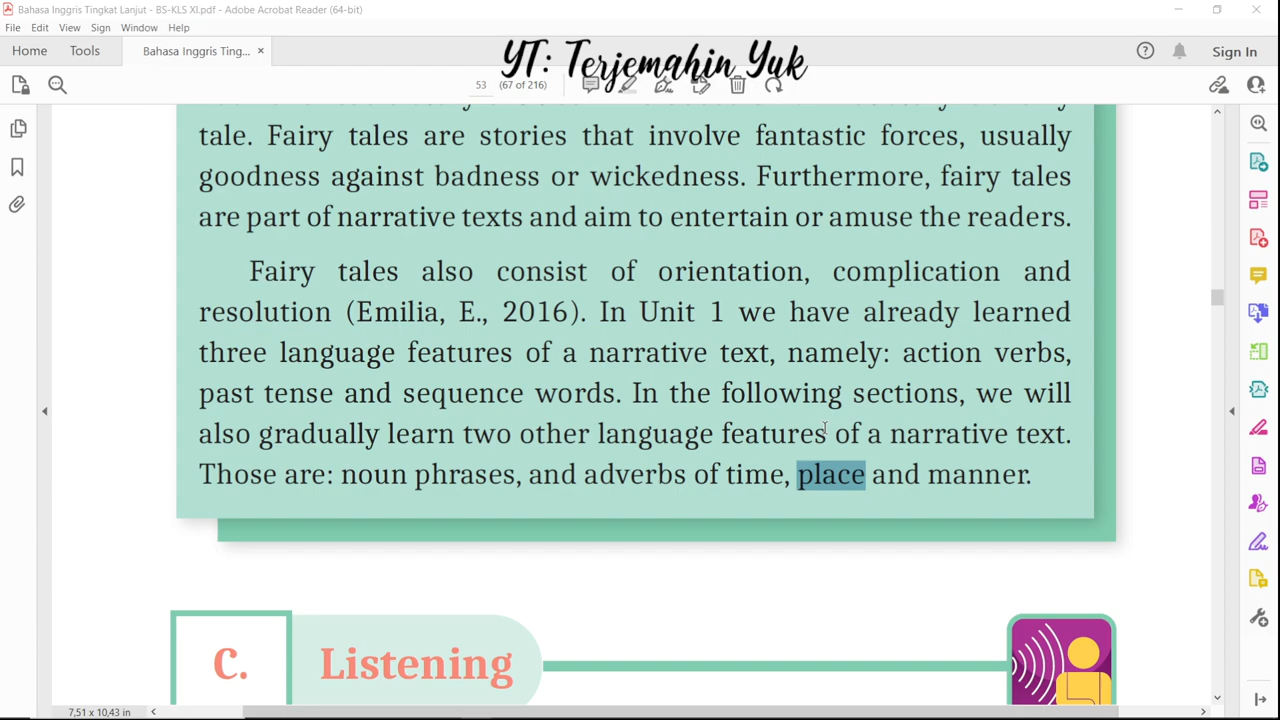 Bahasa Inggris Tingkat Lanjut - BS-KLS XI.pdf - Adobe Acrobat Reader (64-bit)
File Edit View Sign Window Help
Home Tools Bahasa Inggris Ting... × Sign In
YT: Terjemahin Yuk
53 (67 of 216)
tale. Fairy tales are stories that involve fantastic forces, usually
goodness against badness or wickedness. Furthermore, fairy tales
are part of narrative texts and aim to entertain or amuse the readers.
Fairy tales also consist of orientation, complication and
resolution (Emilia, E., 2016). In Unit 1 we have already learned
three language features of a narrative text, namely: action verbs,
past tense and sequence words. In the following sections, we will
also gradually learn two other language features of a narrative text.
Those are: noun phrases, and adverbs of time, place and manner.
C. Listening
7,51 x 10,43 in